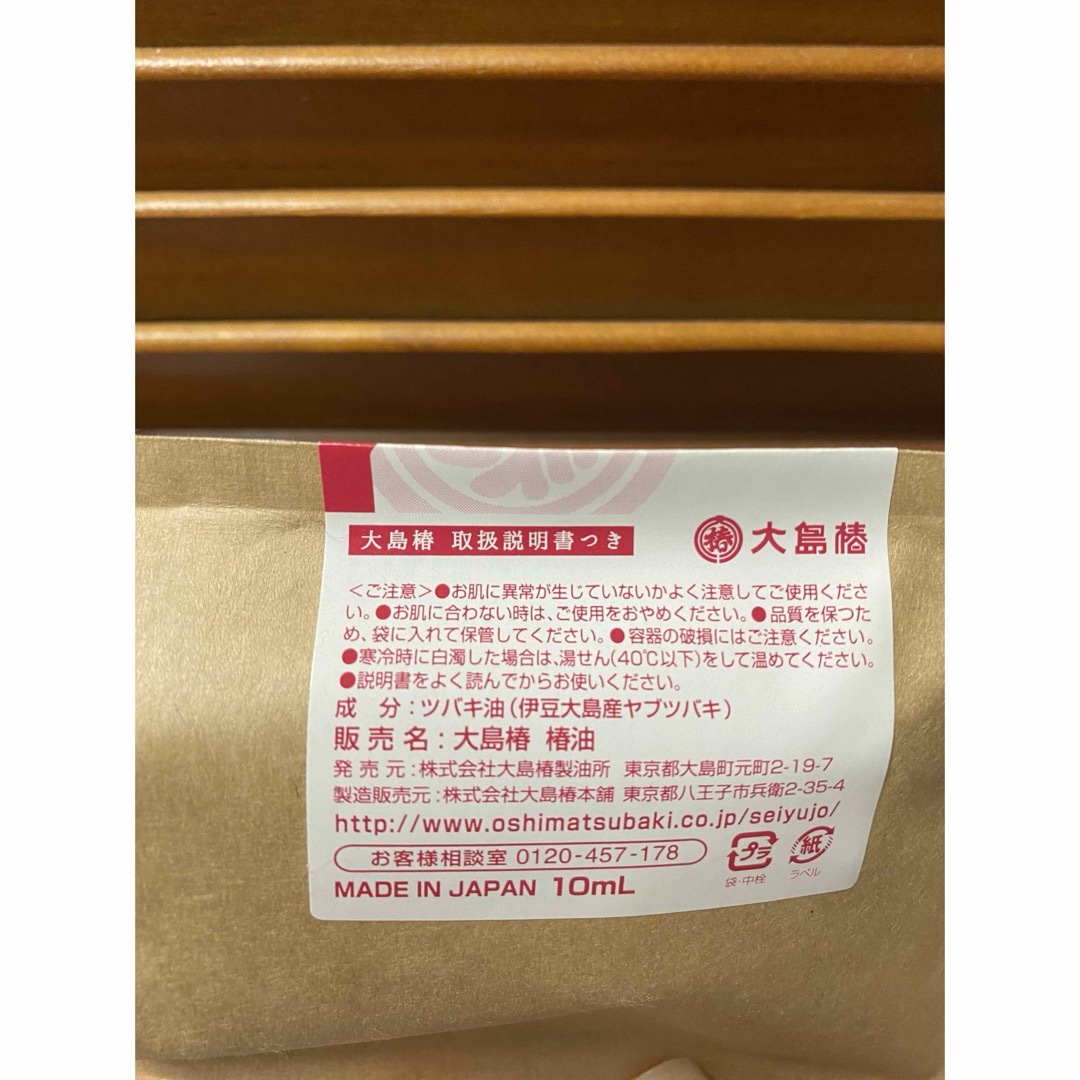 大島椿 取扱説明書つき
椿 大島椿
＜ご注意＞●お肌に異常が生じていないかよく注意してご使用くださ
い。●お肌に合わない時は、ご使用をおやめください。●品質を保つた
め、袋に入れて保管してください。●容器の破損にはご注意ください。
●寒冷時に白濁した場合は、湯せん(40℃以下)をして温めてください。
●説明書をよく読んでからお使いください。
成 分：ツバキ油(伊豆大島産ヤブツバキ)
販売名：大島椿 椿油
発売元：株式会社大島椿製油所 東京都大島町元町2-19-7
製造販売元：株式会社大島椿本舗 東京都八王子市兵衛2-35-4
http://www.oshimatsubaki.co.jp/seiyujo/
お客様相談室 0120-457-178
プラ 紙
袋・中栓 ラベル
MADE IN JAPAN 10mL